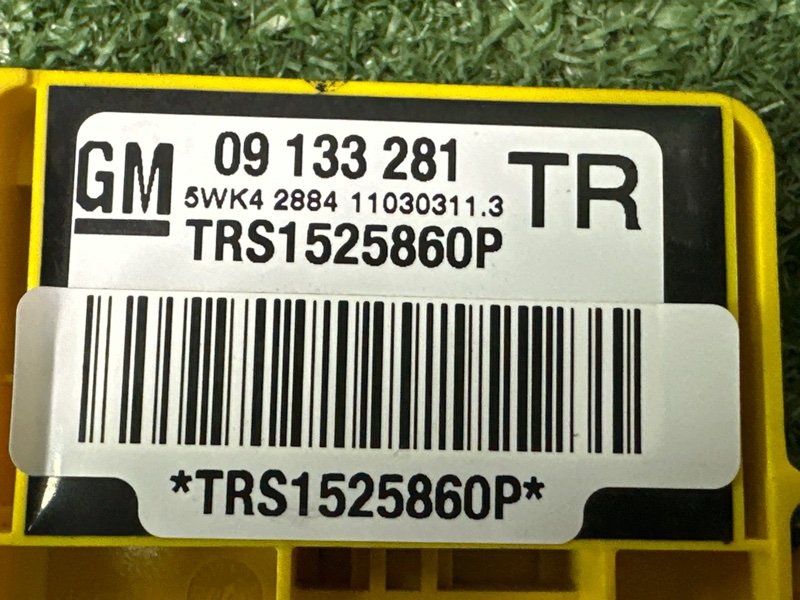 GM 09 133 281 TR
5WK4 2884 11030311.3
TRS1525860P
*TRS1525860P*